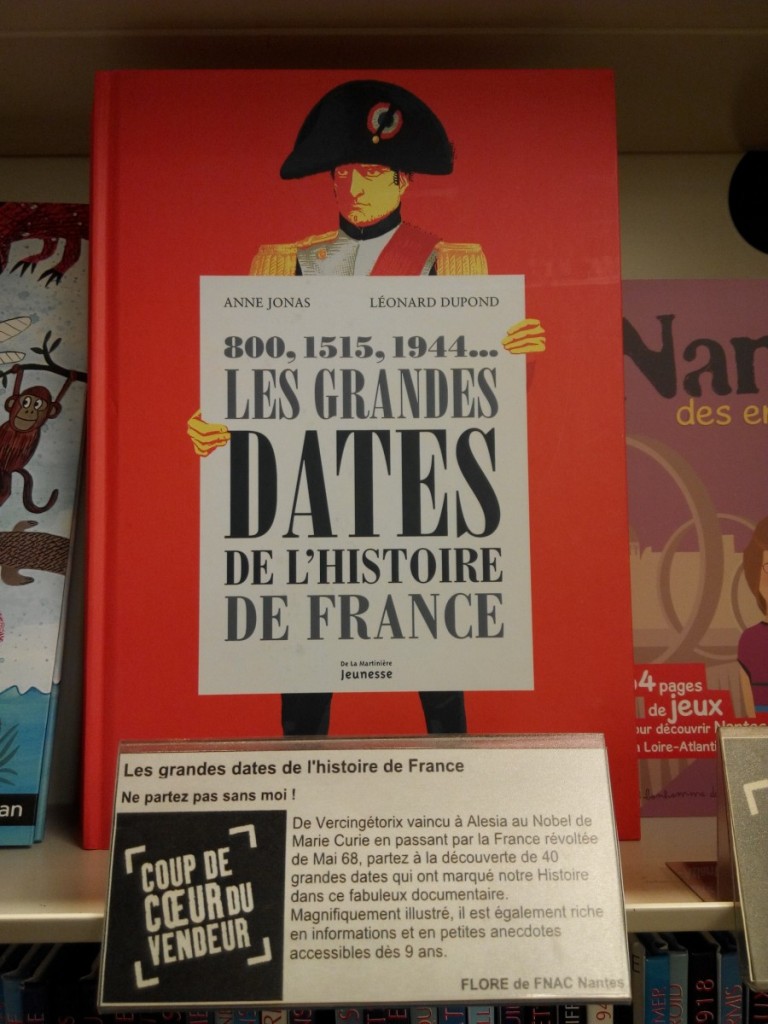 ANNE JONAS LÉONARD DUPOND
800, 1515, 1944...
LES GRANDES
DATES
DE L'HISTOIRE
DE FRANCE
De La Martinière
Jeunesse
Nan
des en
4 pages
de jeux
our découvrir Nantes
n Loire-Atlanti
an
Les grandes dates de l'histoire de France
Ne partez pas sans moi !
COUP DE
CŒUR DU
VENDEUR
De Vercingétorix vaincu à Alesia au Nobel de
Marie Curie en passant par la France révoltée
de Mai 68, partez à la découverte de 40
grandes dates qui ont marqué notre Histoire
dans ce fabuleux documentaire.
Magnifiquement illustré, il est également riche
en informations et en petites anecdotes
accessibles dès 9 ans.
FLORE de FNAC Nantes
1918